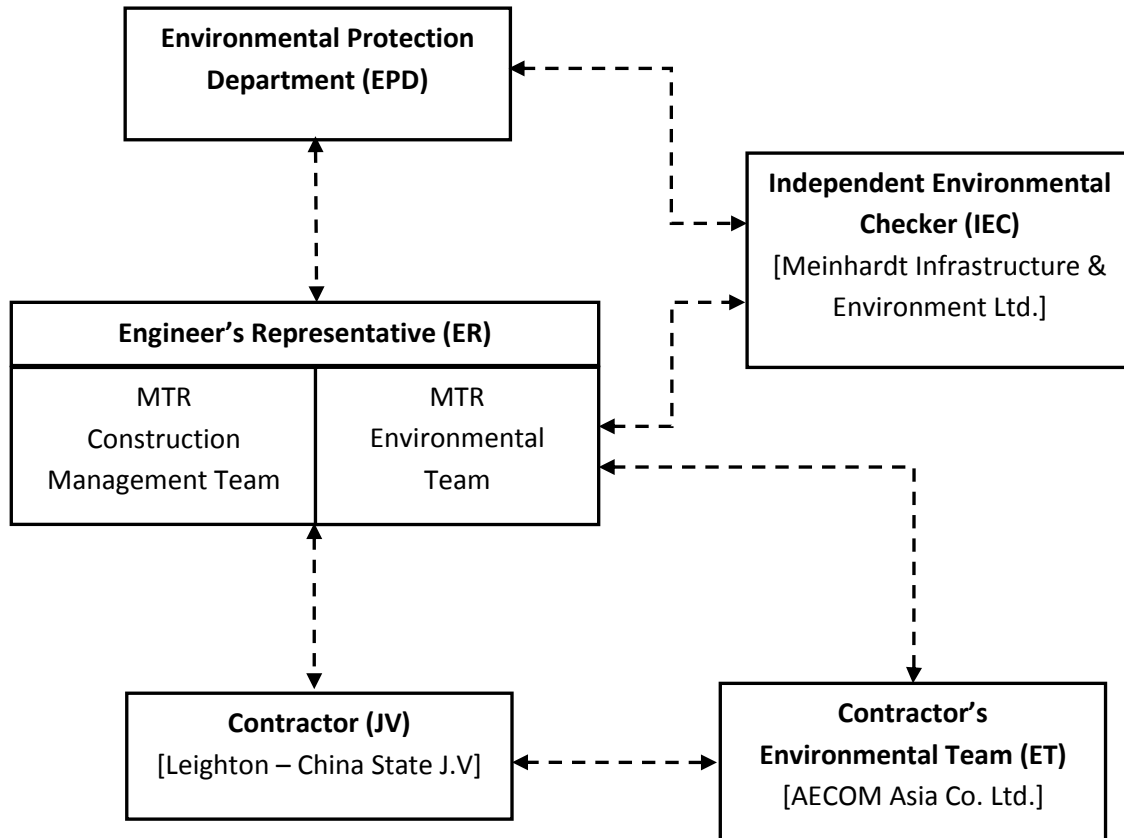 Environmental Protection
Department (EPD)
Independent Environmental
Checker (IEC)
[Meinhardt Infrastructure &
Environment Ltd.]
Engineer’s Representative (ER)
MTR
Construction
Management Team
MTR
Environmental
Team
Contractor (JV)
[Leighton – China State J.V]
Contractor’s
Environmental Team (ET)
[AECOM Asia Co. Ltd.]